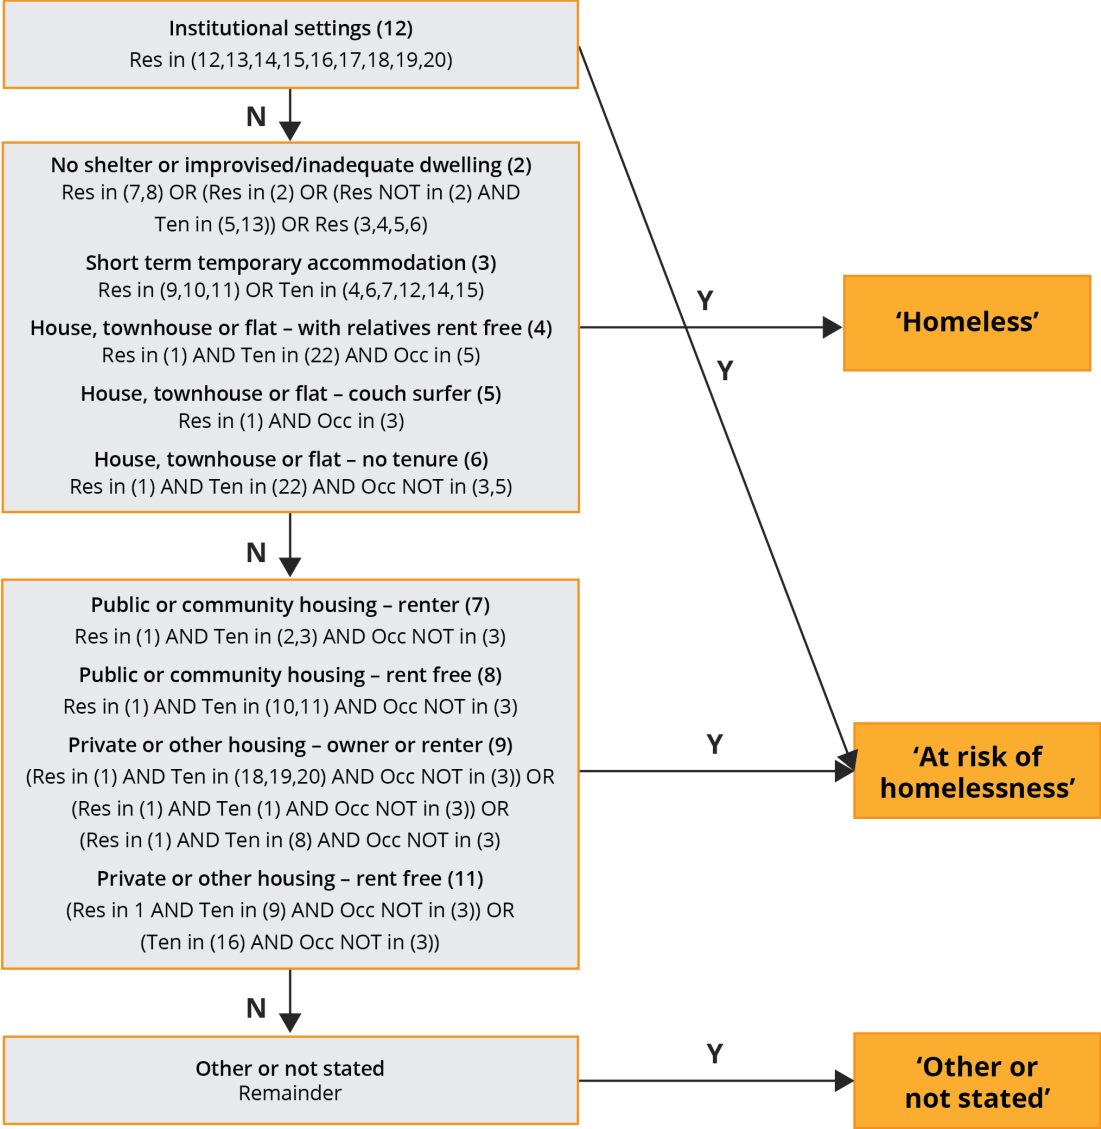 Institutional settings (12)
Res in (12,13,14,15,16,17,18,19,20)
N
No shelter or improvised/inadequate dwelling (2)
Res in (7,8) OR (Res in (2) OR (Res NOT in (2) AND
Ten in (5,13)) OR Res (3,4,5,6)
Short term temporary accommodation (3)
Res in (9,10,11) OR Ten in (4,6,7,12,14,15)
House, townhouse or flat – with relatives rent free (4)
Res in (1) AND Ten in (22) AND Occ in (5)
House, townhouse or flat – couch surfer (5)
Res in (1) AND Occ in (3)
House, townhouse or flat – no tenure (6)
Res in (1) AND Ten in (22) AND Occ NOT in (3,5)
Y
‘Homeless’
Y
N
Public or community housing – renter (7)
Res in (1) AND Ten in (2,3) AND Occ NOT in (3)
Public or community housing – rent free (8)
Res in (1) AND Ten in (10,11) AND Occ NOT in (3)
Private or other housing – owner or renter (9)
(Res in (1) AND Ten in (18,19,20) AND Occ NOT in (3)) OR
(Res in (1) AND Ten (1) AND Occ NOT in (3)) OR
(Res in (1) AND Ten in (8) AND Occ NOT in (3)
Private or other housing – rent free (11)
(Res in 1 AND Ten in (9) AND Occ NOT in (3)) OR
(Ten in (16) AND Occ NOT in (3))
Y
‘At risk of
homelessness’
N
Other or not stated
Remainder
Y
‘Other or
not stated’